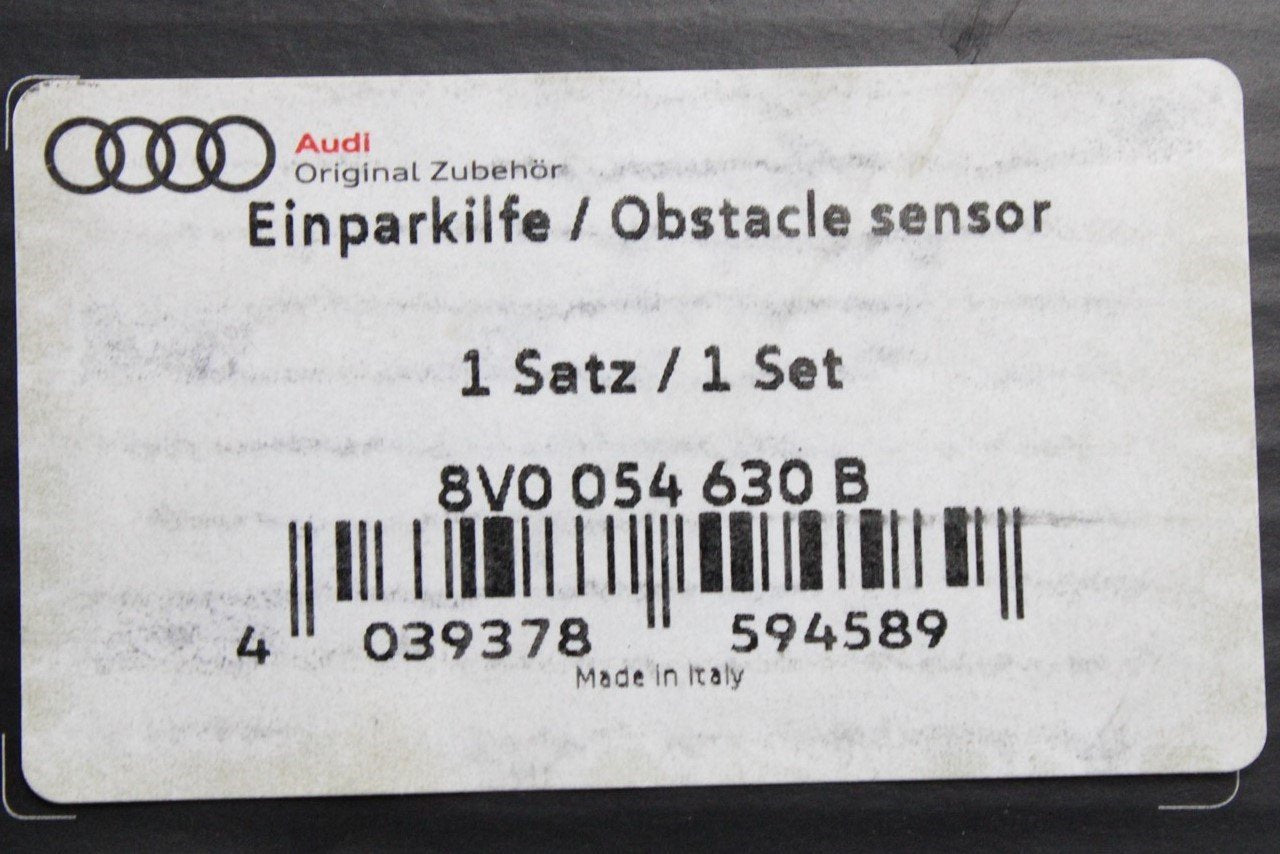 Audi
Original Zubehör
Einparkilfe / Obstacle sensor
1 Satz / 1 Set
8V0 054 630 B
4 039378 594589
Made in Italy